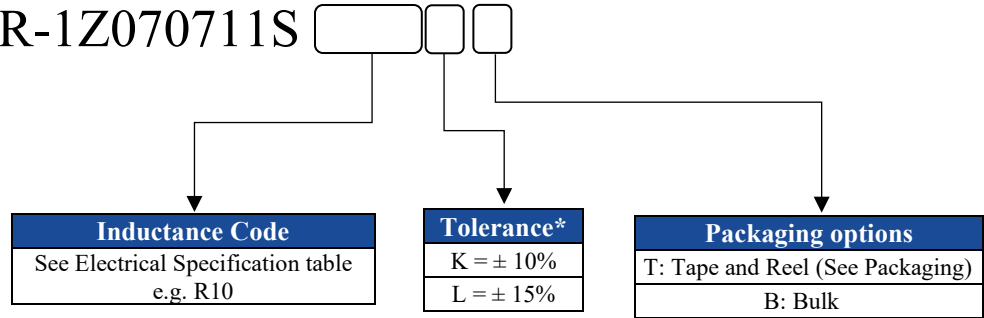 R-1Z070711S
Inductance Code
See Electrical Specification table
e.g. R10
Tolerance*
K = ± 10%
L = ± 15%
Packaging options
T: Tape and Reel (See Packaging)
B: Bulk